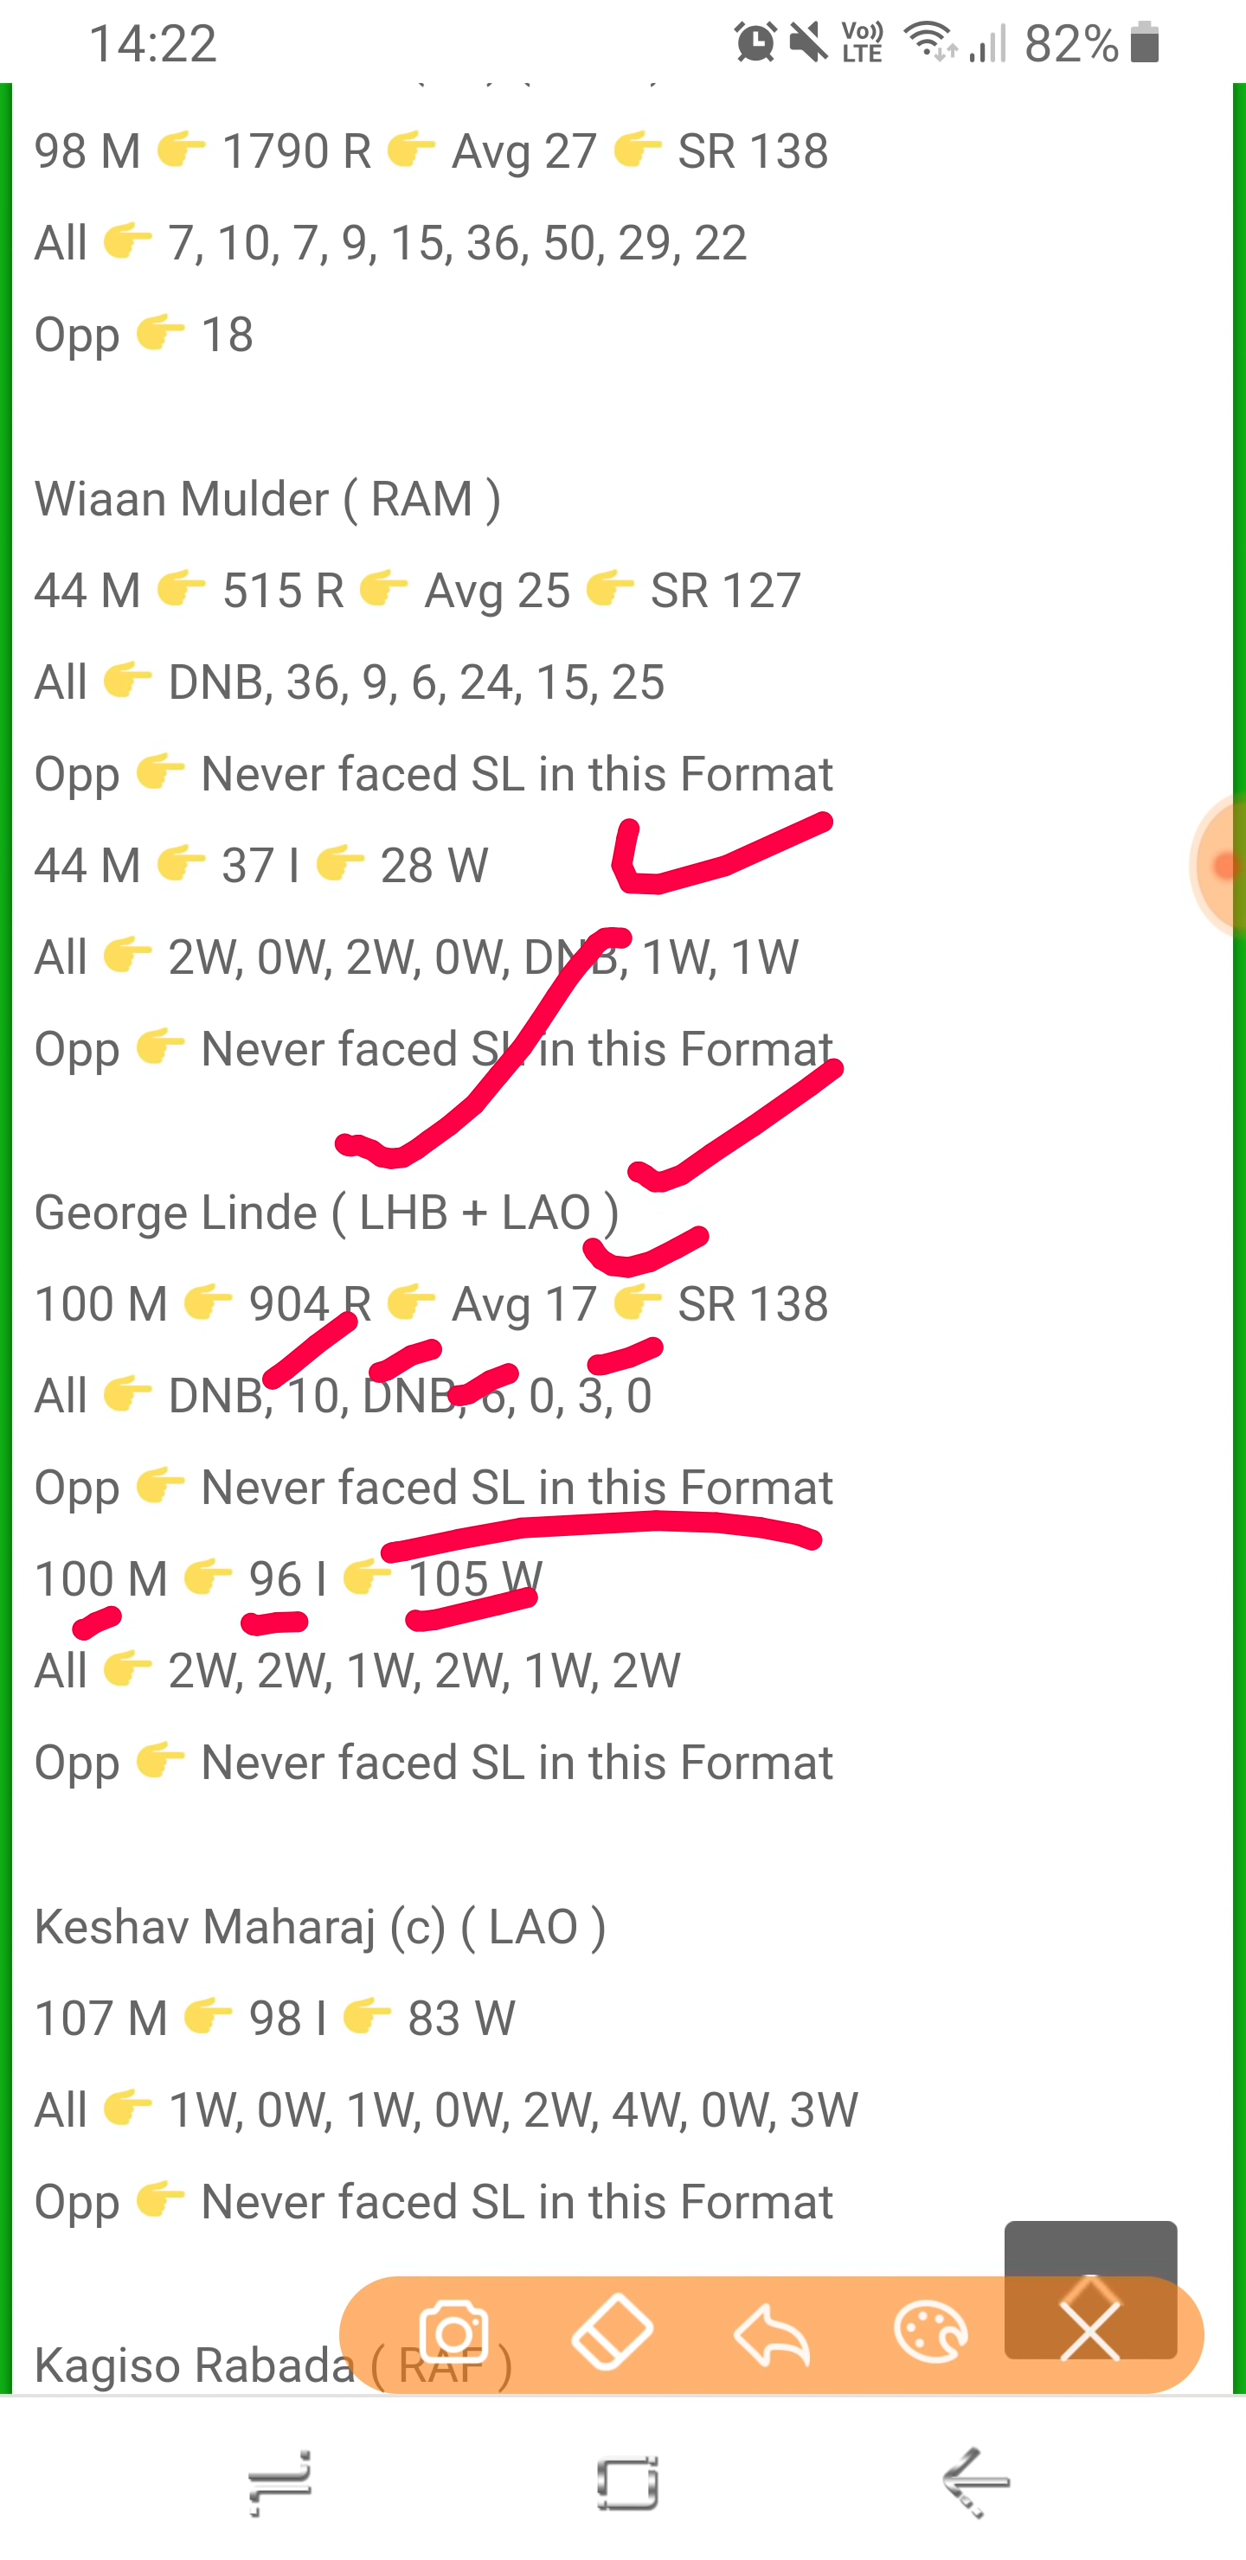 14:22 Vo)) LTE 82%
98 M 👉 1790 R 👉 Avg 27 👉 SR 138
All 👉 7, 10, 7, 9, 15, 36, 50, 29, 22
Opp 👉 18
Wiaan Mulder ( RAM )
44 M 👉 515 R 👉 Avg 25 👉 SR 127
All 👉 DNB, 36, 9, 6, 24, 15, 25
Opp 👉 Never faced SL in this Format
44 M 👉 37 I 👉 28 W
All 👉 2W, 0W, 2W, 0W, DNB, 1W, 1W
Opp 👉 Never faced SL in this Format
George Linde ( LHB + LAO )
100 M 👉 904 R 👉 Avg 17 👉 SR 138
All 👉 DNB, 10, DNB, 6, 0, 3, 0
Opp 👉 Never faced SL in this Format
100 M 👉 96 I 👉 105 W
All 👉 2W, 2W, 1W, 2W, 1W, 2W
Opp 👉 Never faced SL in this Format
Keshav Maharaj (c) ( LAO )
107 M 👉 98 I 👉 83 W
All 👉 1W, 0W, 1W, 0W, 2W, 4W, 0W, 3W
Opp 👉 Never faced SL in this Format
Kagiso Rabada ( RAF )